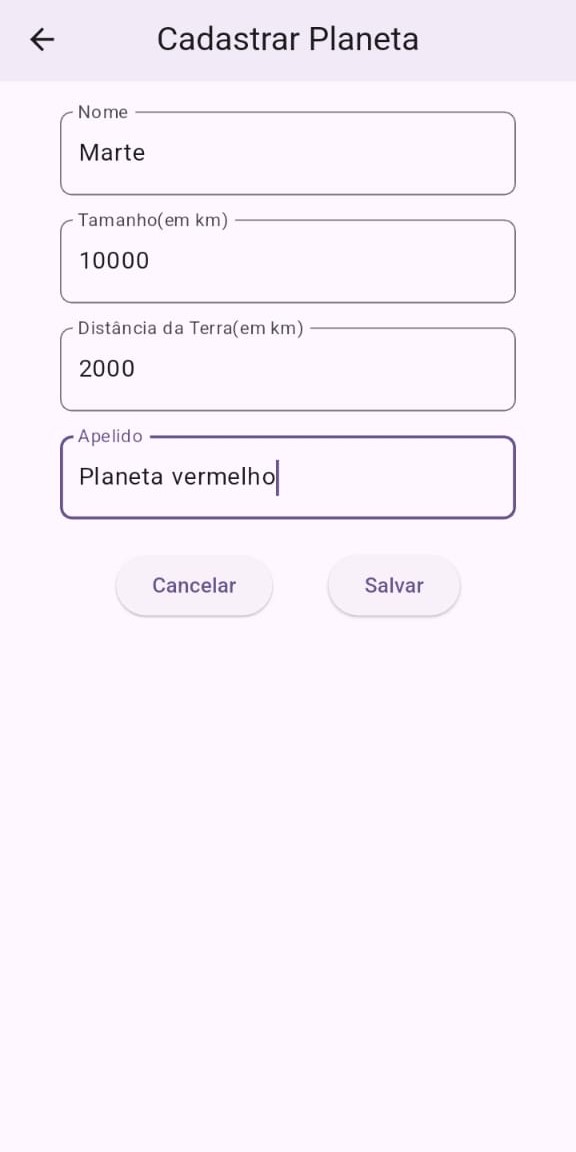 Cadastrar Planeta
Nome
Marte
Tamanho(em km)
10000
Distância da Terra(em km)
2000
Apelido
Planeta vermelho
Cancelar Salvar